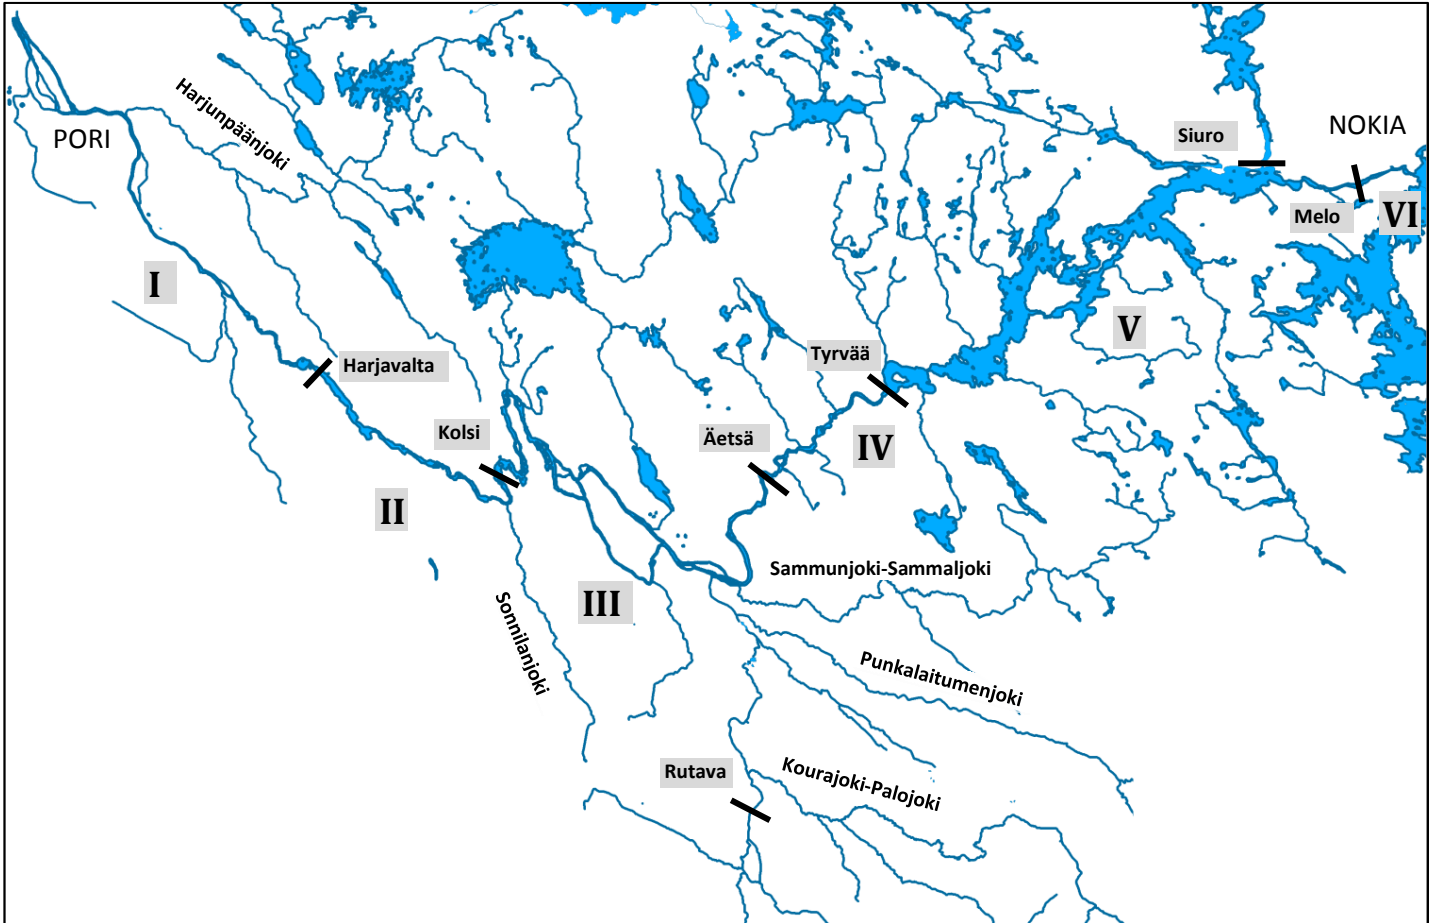 PORI
Harjunpäänjoki
Siuro
NOKIA
Melo
VI
I
V
Harjavalta
Tyrvää
Kolsi
Äetsä
IV
II
Sammunjoki-Sammaljoki
III
Sonnilanjoki
Punkalaitumenjoki
Rutava
Kourajoki-Palojoki